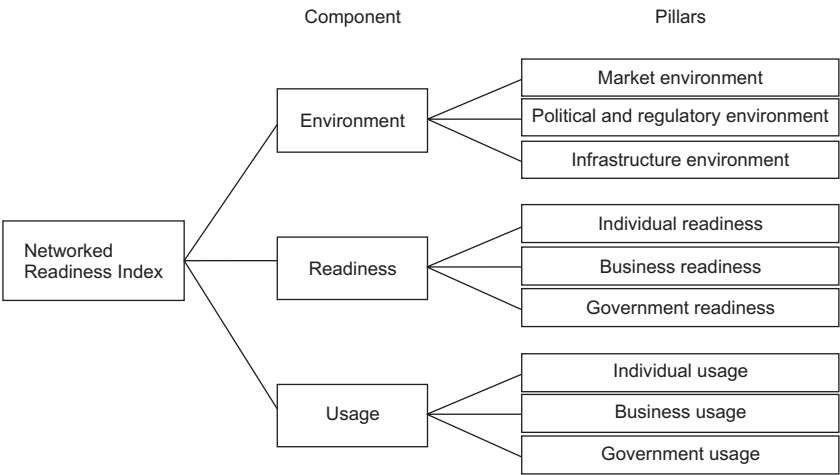 Component
Pillars
Networked
Readiness Index
Environment
Market environment
Political and regulatory environment
Infrastructure environment
Readiness
Individual readiness
Business readiness
Government readiness
Usage
Individual usage
Business usage
Government usage